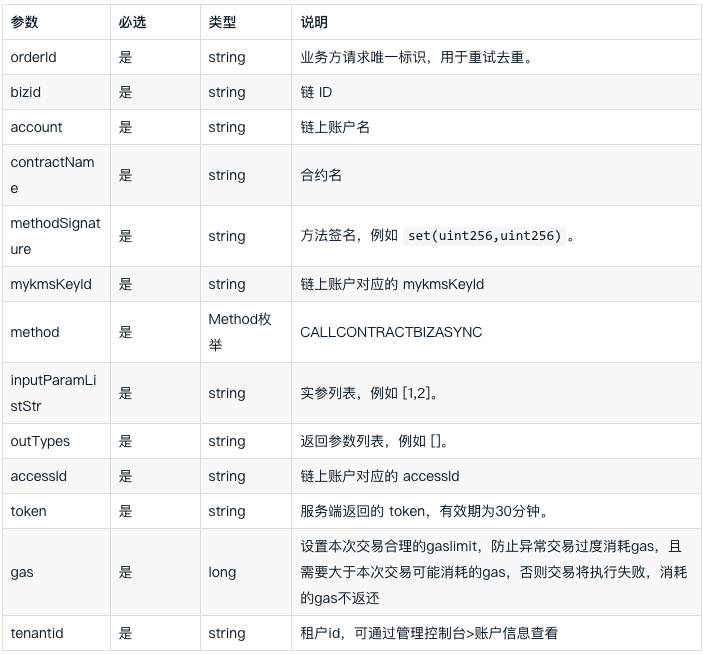 参数 必选 类型 说明
orderId 是 string 业务方请求唯一标识，用于重试去重。
bizid 是 string 链 ID
account 是 string 链上账户名
contractNam
e 是 string 合约名
methodSignat
ure 是 string 方法签名，例如 set(uint256,uint256) 。
mykmsKeyId 是 string 链上账户对应的 mykmsKeyId
method 是 Method枚
举 CALLCONTRACTBIZASYNC
inputParamLi
stStr 是 string 实参列表，例如 [1,2]。
outTypes 是 string 返回参数列表，例如 []。
accessId 是 string 链上账户对应的 accessId
token 是 string 服务端返回的 token，有效期为30分钟。
gas 是 long 设置本次交易合理的gaslimit，防止异常交易过度消耗gas，且
需要大于本次交易可能消耗的gas，否则交易将执行失败，消耗
的gas不返还
tenantid 是 string 租户id，可通过管理控制台>账户信息查看